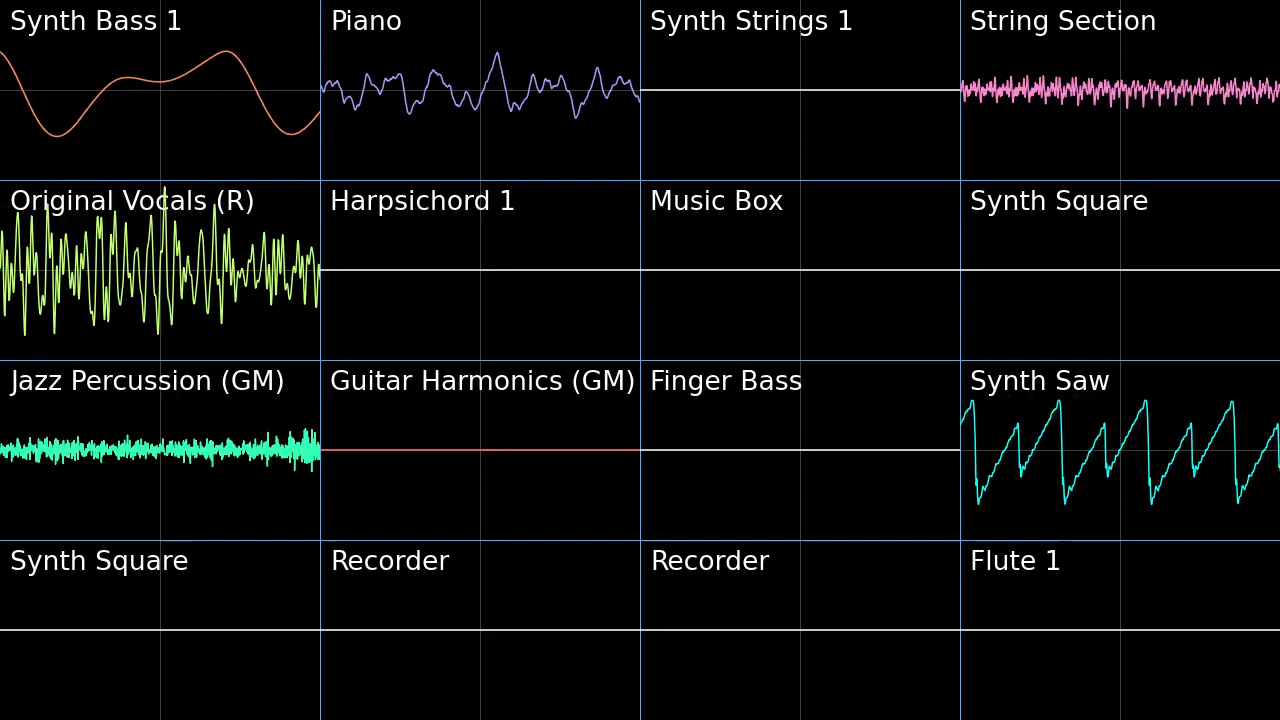 Synth Bass 1
Piano
Synth Strings 1
String Section
Original Vocals (R)
Harpsichord 1
Music Box
Synth Square
Jazz Percussion (GM)
Guitar Harmonics (GM)
Finger Bass
Synth Saw
Synth Square
Recorder
Recorder
Flute 1